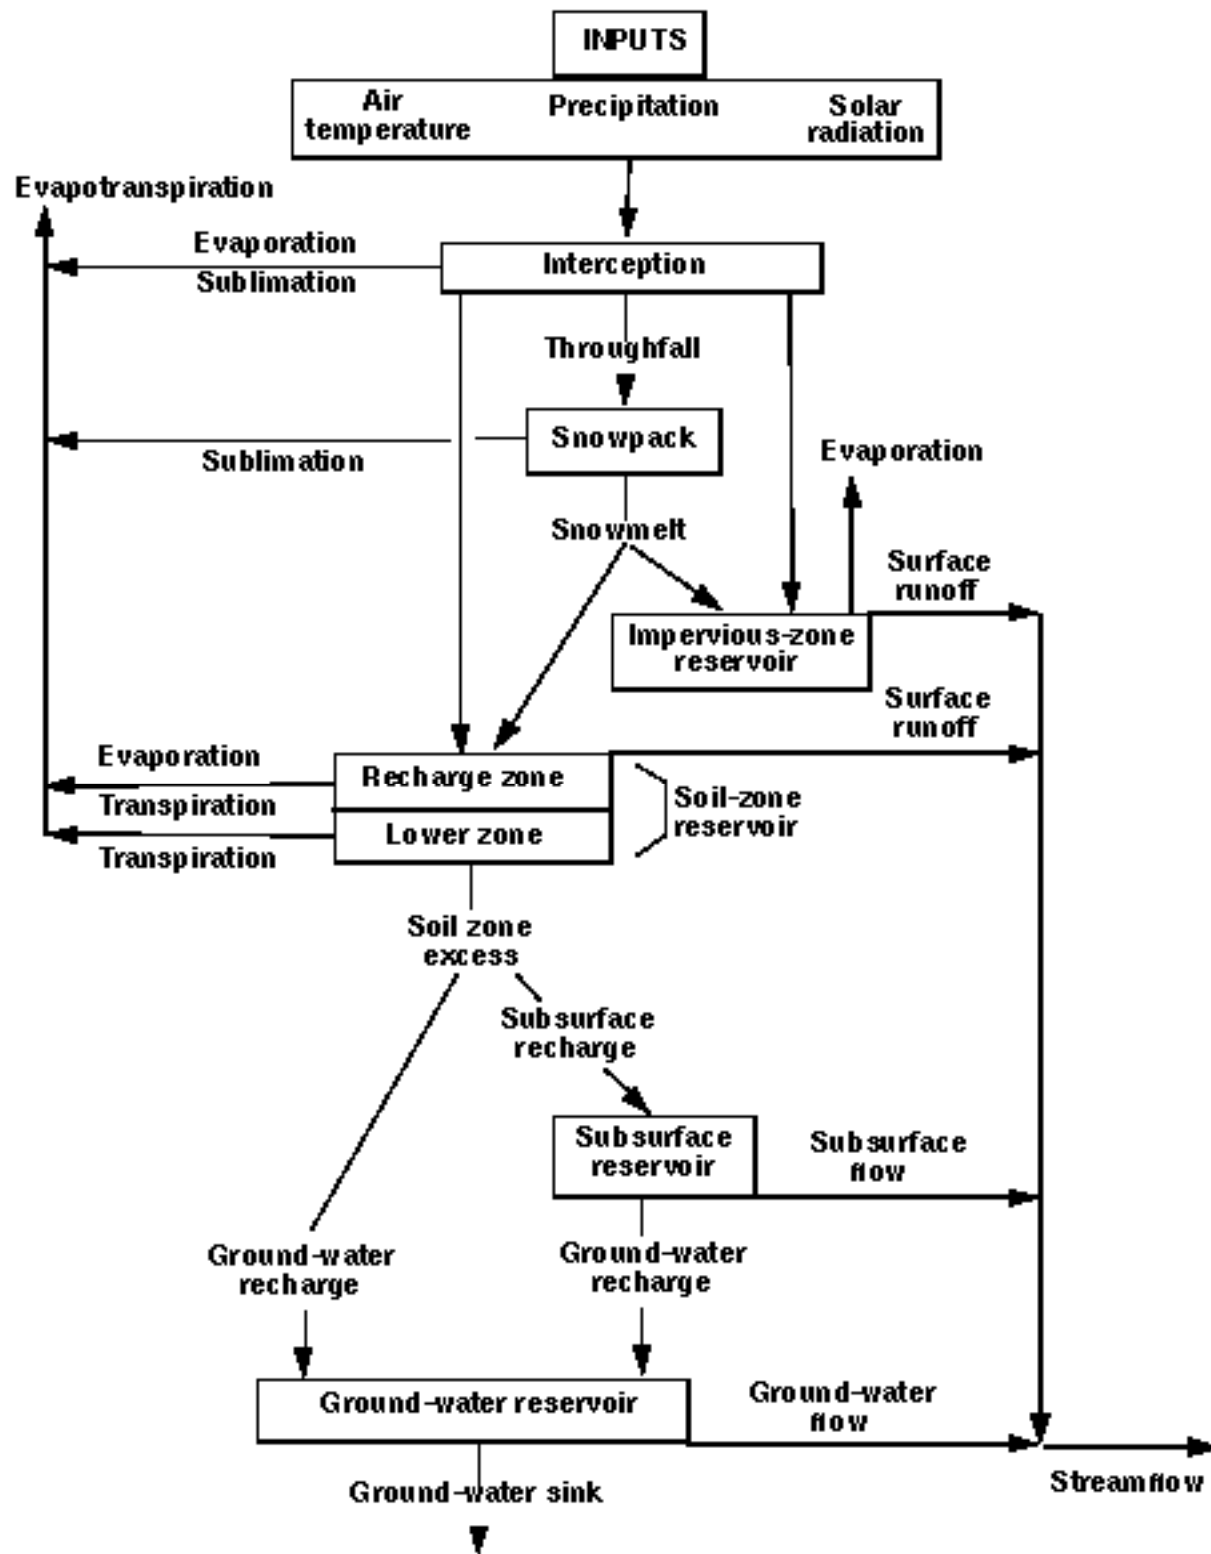 INPUTS
Air
temperature
Precipitation
Solar
radiation
Evapotranspiration
Evaporation
Sublimation
Interception
Throughfall
Snowpack
Sublimation
Evaporation
Snowmelt
Surface
runoff
Impervious-zone
reservoir
Surface
runoff
Evaporation
Transpiration
Recharge zone
Soil-zone
reservoir
Lower zone
Transpiration
Soil zone
excess
Subsurface
recharge
Subsurface
reservoir
Subsurface
flow
Ground-water
recharge
Ground-water
recharge
Ground-water reservoir
Ground-water
flow
Streamflow
Ground-water sink